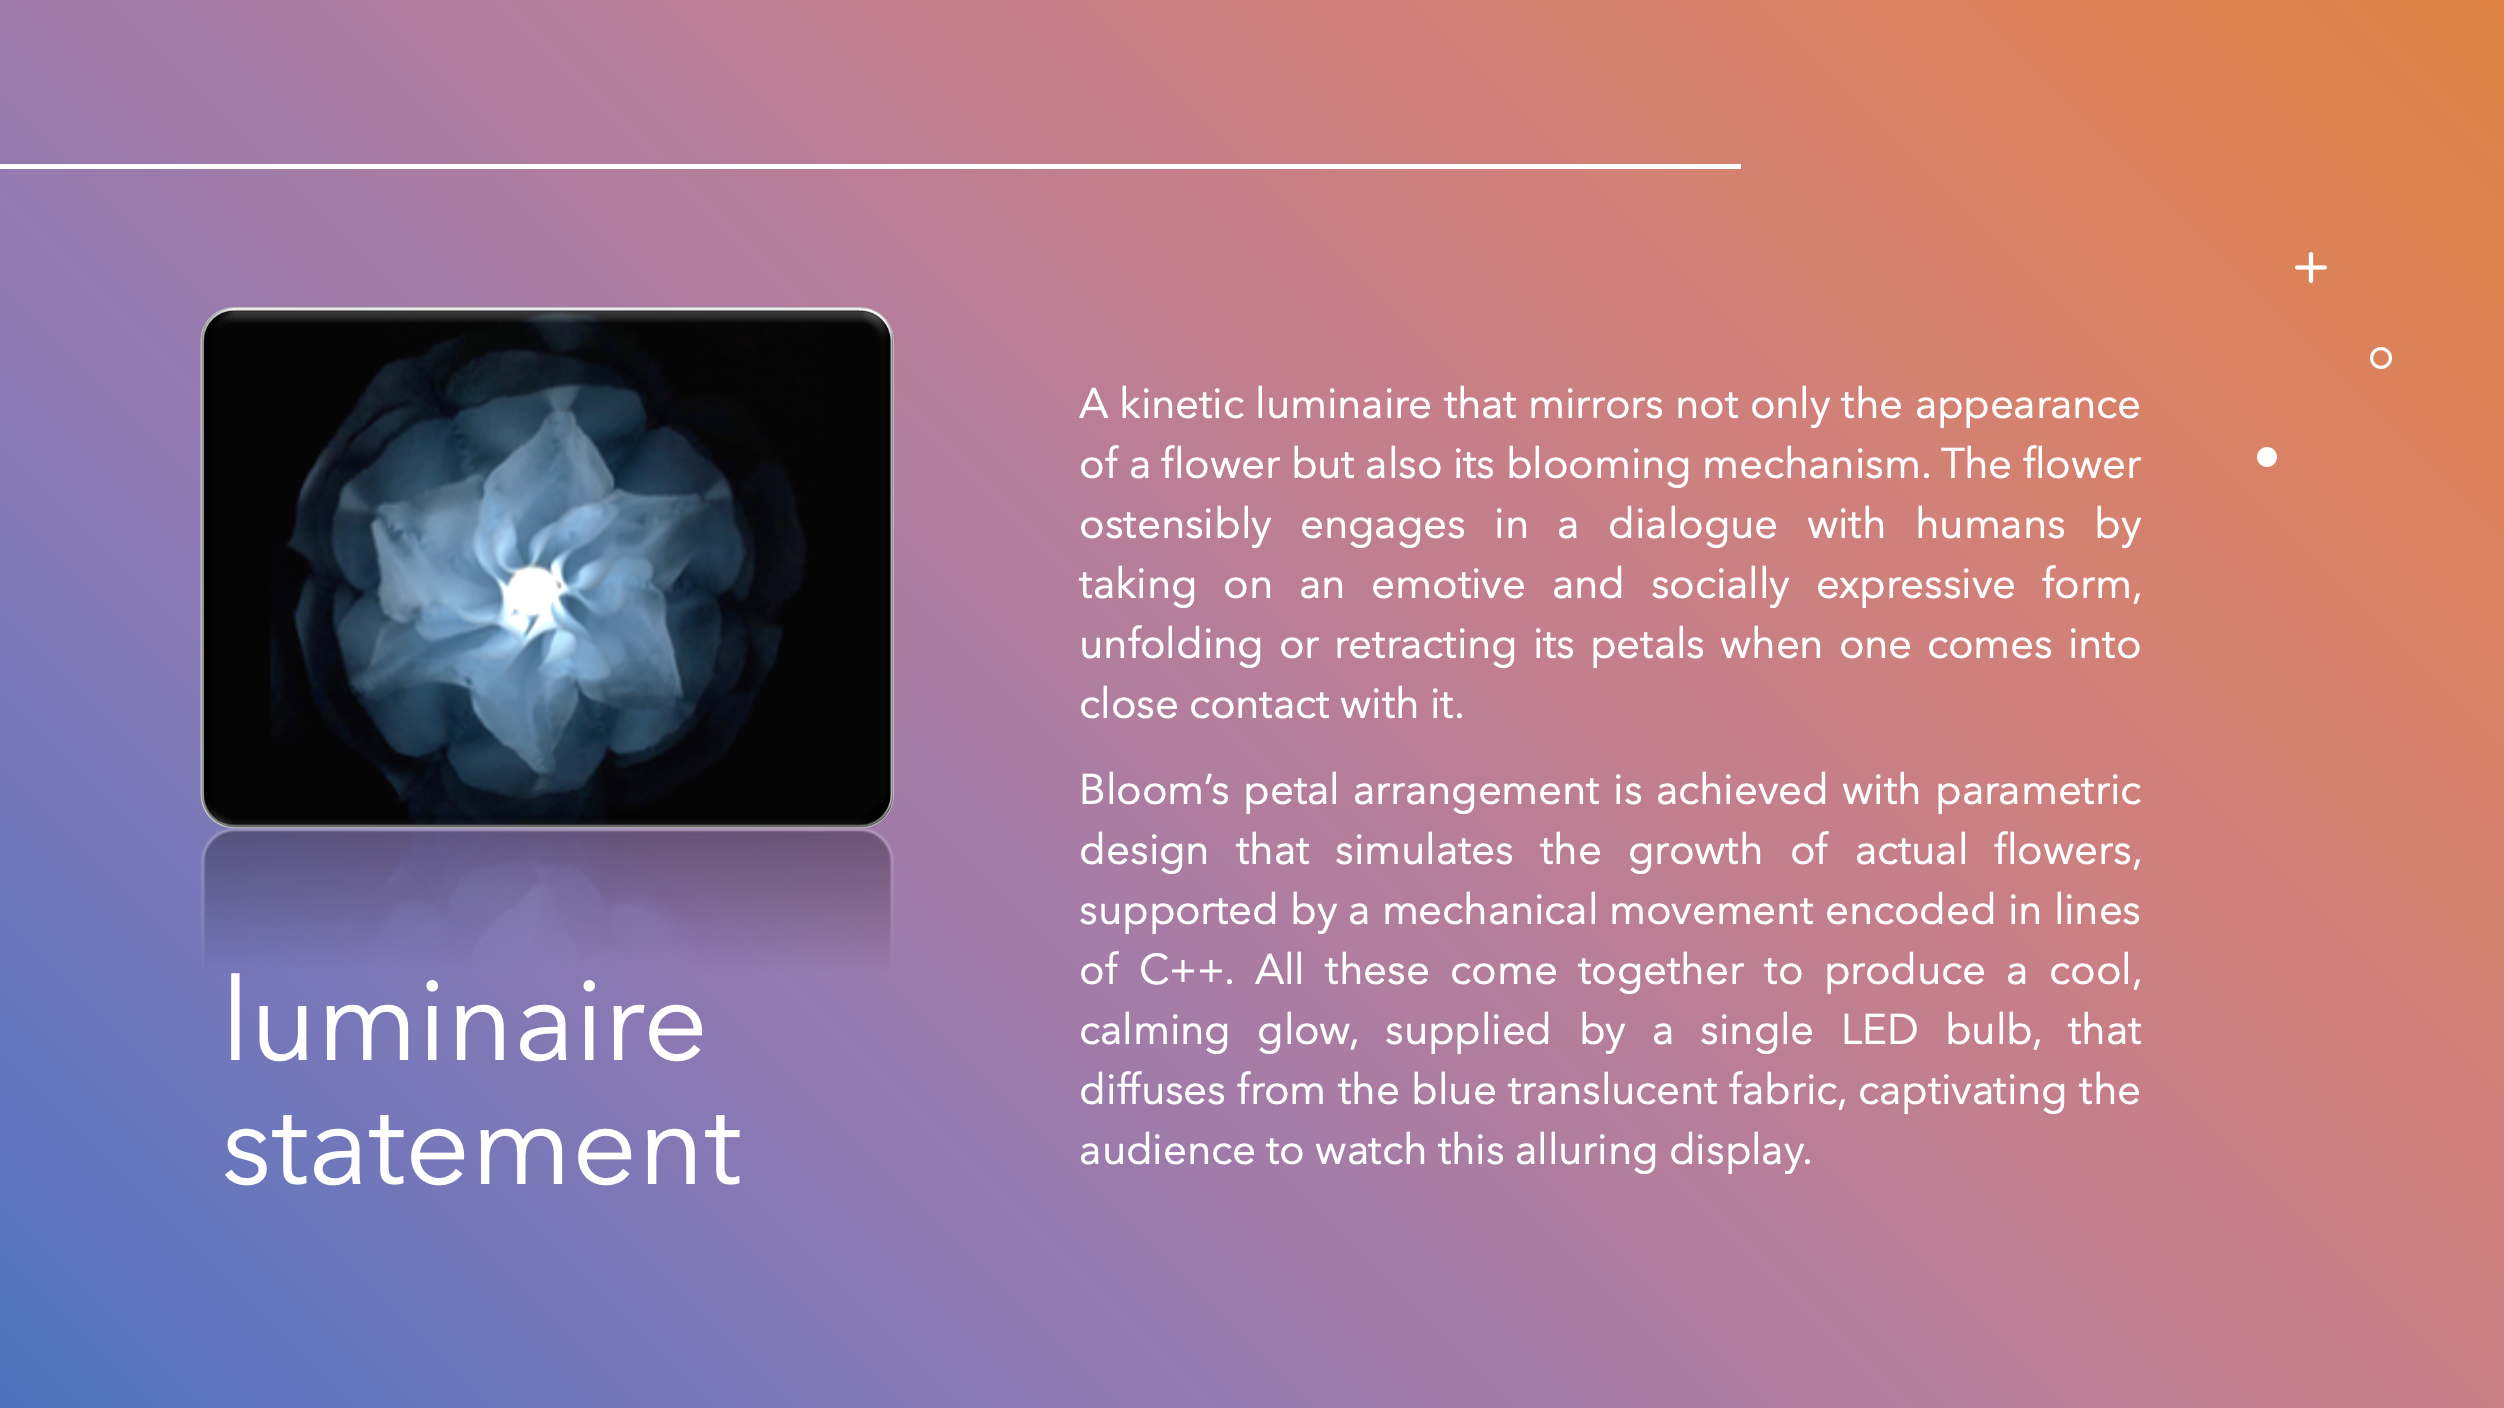 A kinetic luminaire that mirrors not only the appearance
of a flower but also its blooming mechanism. The flower
ostensibly engages in a dialogue with humans by
taking on an emotive and socially expressive form,
unfolding or retracting its petals when one comes into
close contact with it.
Bloom’s petal arrangement is achieved with parametric
design that simulates the growth of actual flowers,
supported by a mechanical movement encoded in lines
of C++. All these come together to produce a cool,
calming glow, supplied by a single LED bulb, that
diffuses from the blue translucent fabric, captivating the
audience to watch this alluring display.
luminaire
statement